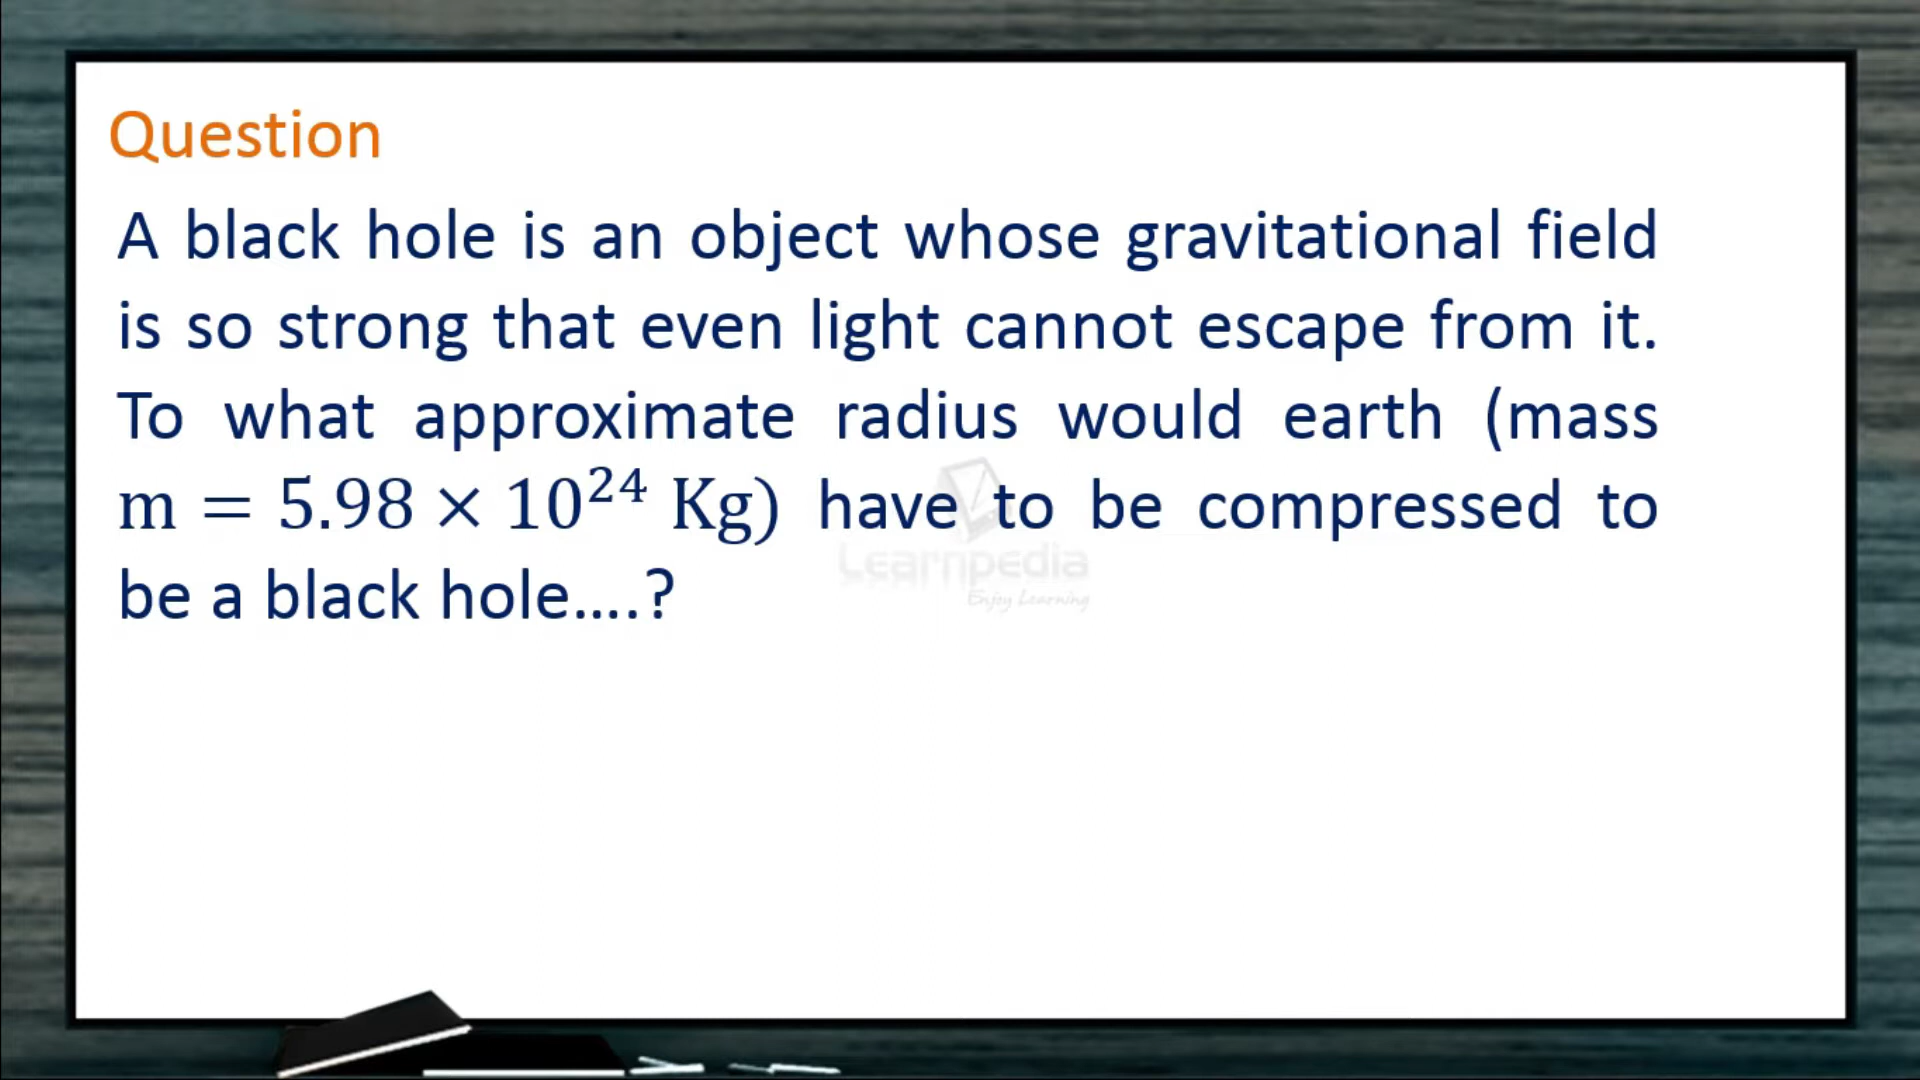 Question
A black hole is an object whose gravitational field
is so strong that even light cannot escape from it.
To what approximate radius would earth (mass
m = 5.98 × 10²⁴ Kg) have to be compressed to
be a black hole....?
Learnpedia
Enjoy Learning